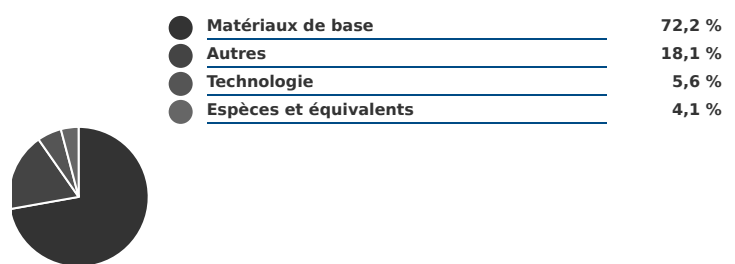 Matériaux de base 72,2 %
Autres 18,1 %
Technologie 5,6 %
Espèces et équivalents 4,1 %